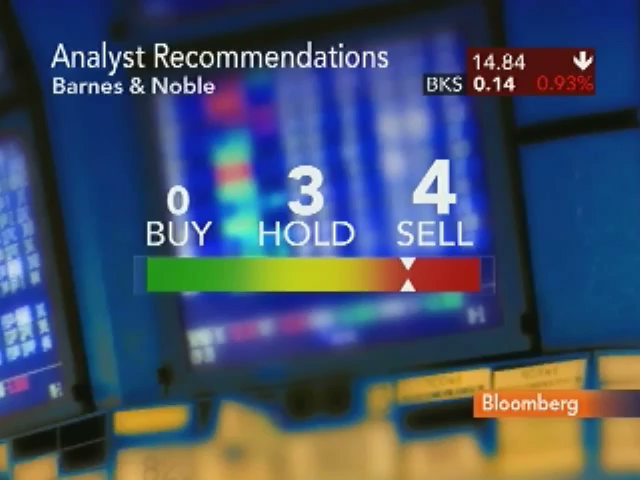 Analyst Recommendations
Barnes & Noble
14.84
BKS 0.14 0.93%
0 3 4
BUY HOLD SELL
Bloomberg